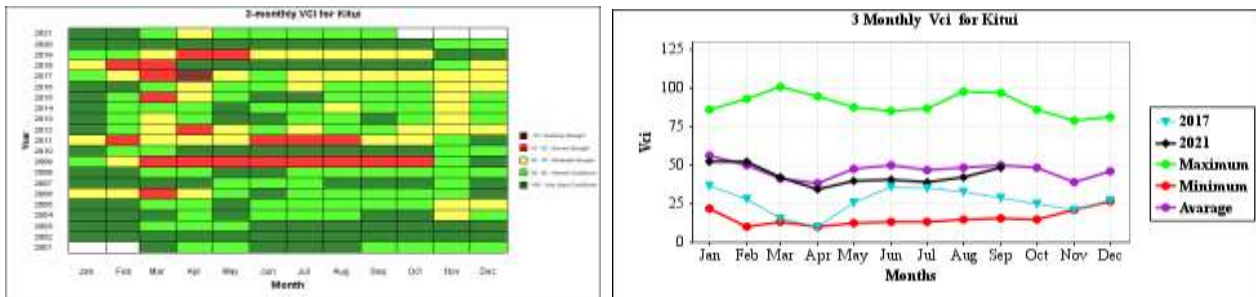 3-monthly VCI for Kitui
2021
2020
2019
2018
2017
2016
2015
2014
2013
2012
2011
2010
2009
2008
2007
2006
2005
2004
2003
2002
2001
Year
Jan Feb Mar Apr May Jun Jul Aug Sep Oct Nov Dec
Month
3 Monthly Vci for Kitui
125
100
75
50
25
0
Vci
Jan Feb Mar Apr May Jun Jul Aug Sep Oct Nov Dec
Months
2017
2021
Maximum
Minimum
Avarage